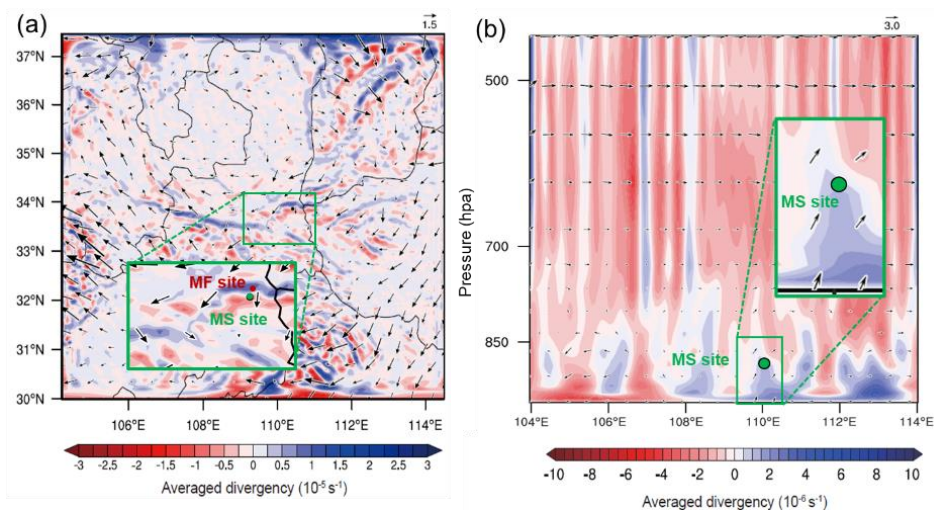 (a)
1.5
37°N
36°N
35°N
34°N
33°N
32°N
31°N
30°N
MF site
MS site
106°E
108°E
110°E
112°E
114°E
-3 -2.5 -2 -1.5 -1 -0.5 0 0.5 1 1.5 2 2.5 3
Averaged divergency (10⁻⁵ s⁻¹)
(b)
3.0
Pressure (hpa)
500
700
850
MS site
MS site
104°E
106°E
108°E
110°E
112°E
114°E
-10 -8 -6 -4 -2 0 2 4 6 8 10
Averaged divergency (10⁻⁶ s⁻¹)